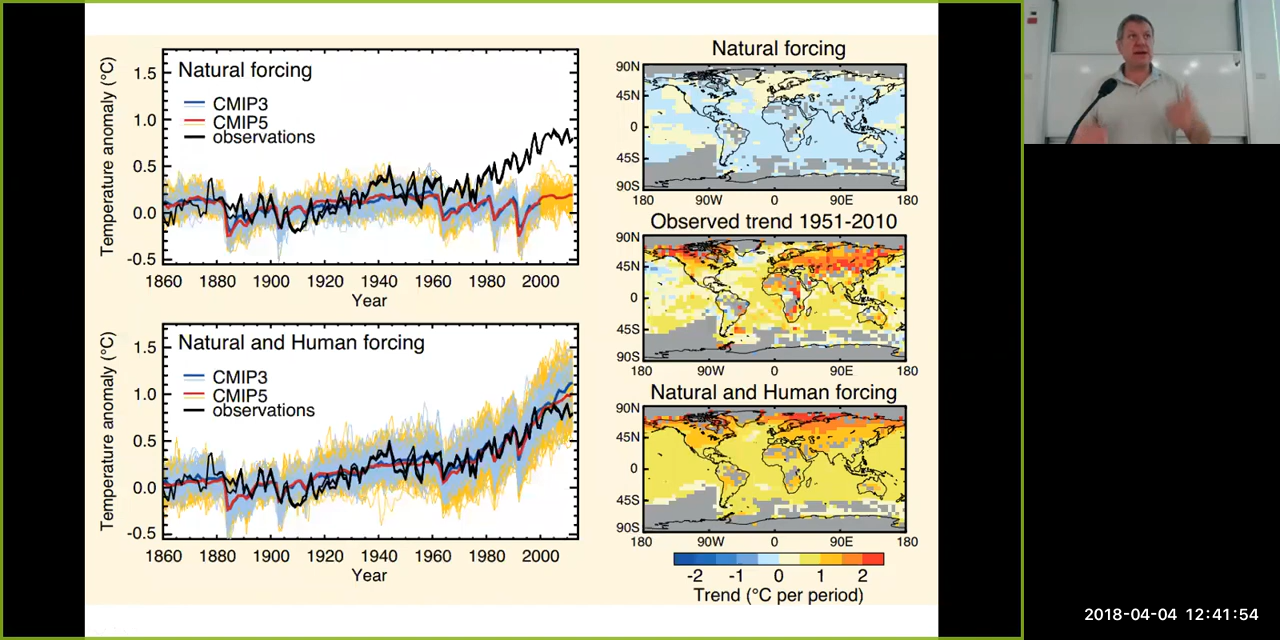 Natural forcing
Temperature anomaly (°C)
1.5
1.0
0.5
0.0
-0.5
CMIP3
CMIP5
observations
1860 1880 1900 1920 1940 1960 1980 2000
Year
Natural and Human forcing
Temperature anomaly (°C)
1.5
1.0
0.5
0.0
-0.5
CMIP3
CMIP5
observations
1860 1880 1900 1920 1940 1960 1980 2000
Year
Natural forcing
90N
45N
0
45S
90S
180 90W 0 90E 180
Observed trend 1951-2010
90N
45N
0
45S
90S
180 90W 0 90E 180
Natural and Human forcing
90N
45N
0
45S
90S
180 90W 0 90E 180
-2 -1 0 1 2
Trend (°C per period)
2018-04-04 12:41:54